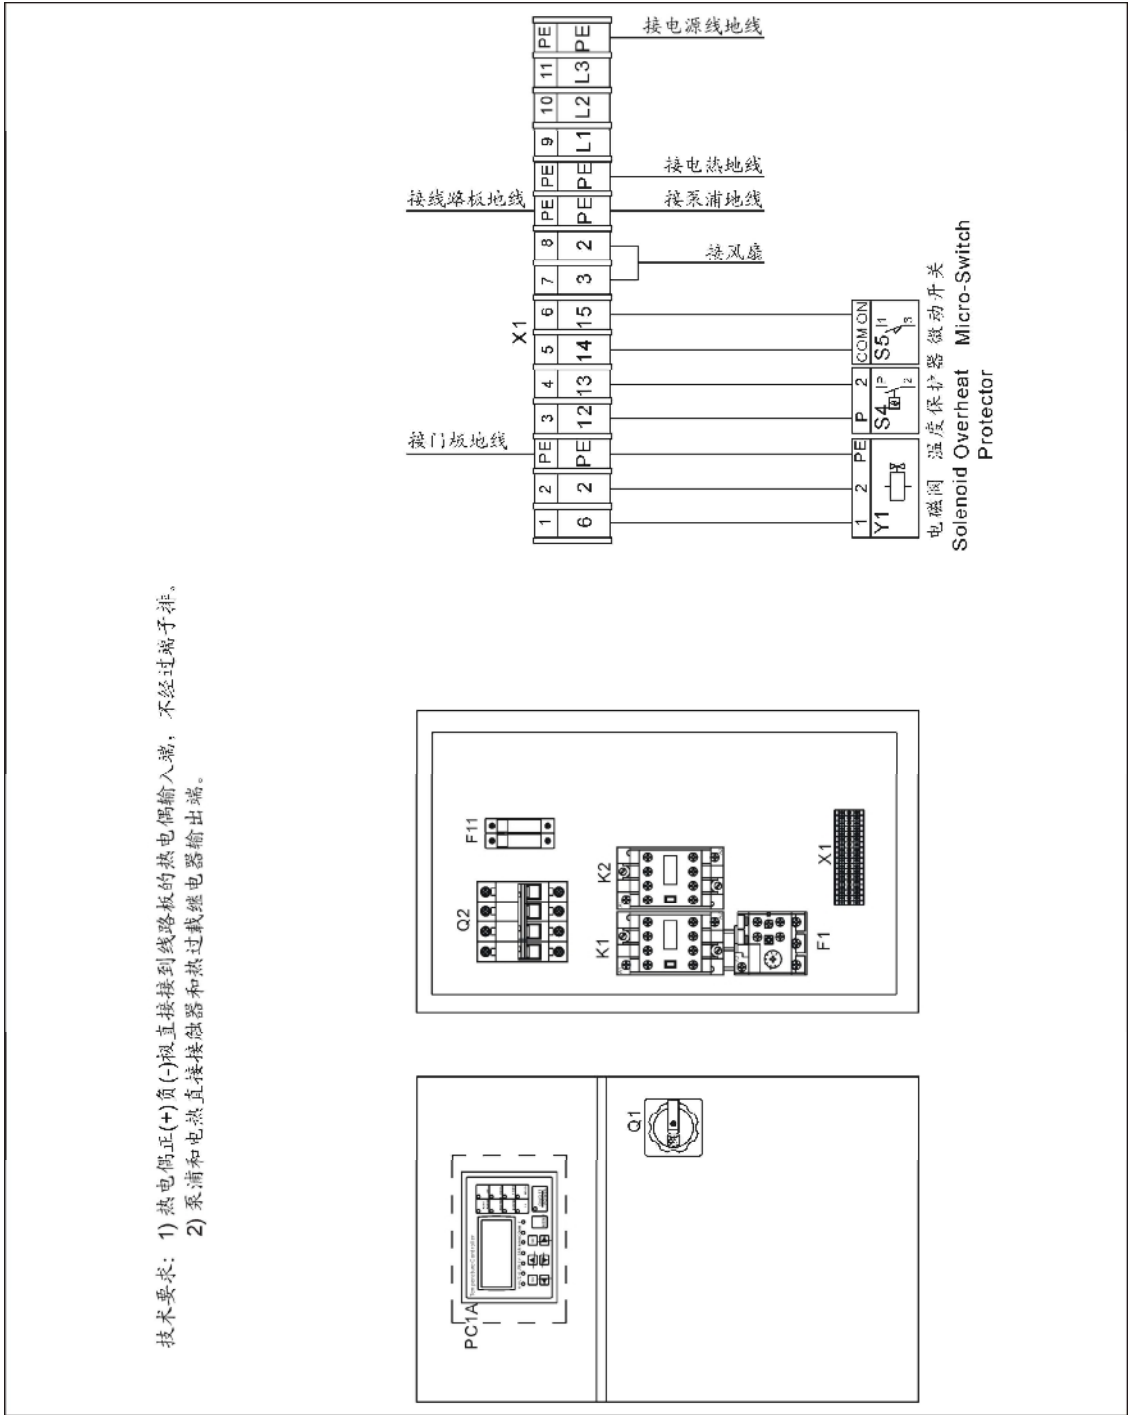 技术要求: 1) 热电偶正(+)负(-)极直接接到线路板的热电偶输入端, 不经过端子排。
2) 泵浦和电热直接接触器和热过载继电器输出端。
PC1A
Temperature Controller
Q1
Q2
F11
K1
K2
F1
X1
接门板地线
接线路板地线
X1
1 2 PE 3 4 5 6 7 8 PE PE 9 10 11 PE
6 2 PE 12 13 14 15 3 2 PE PE L1 L2 L3 PE
接风扇
接泵浦地线
接电热地线
接电源线地线
1 2 PE
Y1
P 2
S4
P
2
COM ON
S5
1
3
电磁阀 温度保护器 微动开关
Solenoid Overheat Micro-Switch
Protector